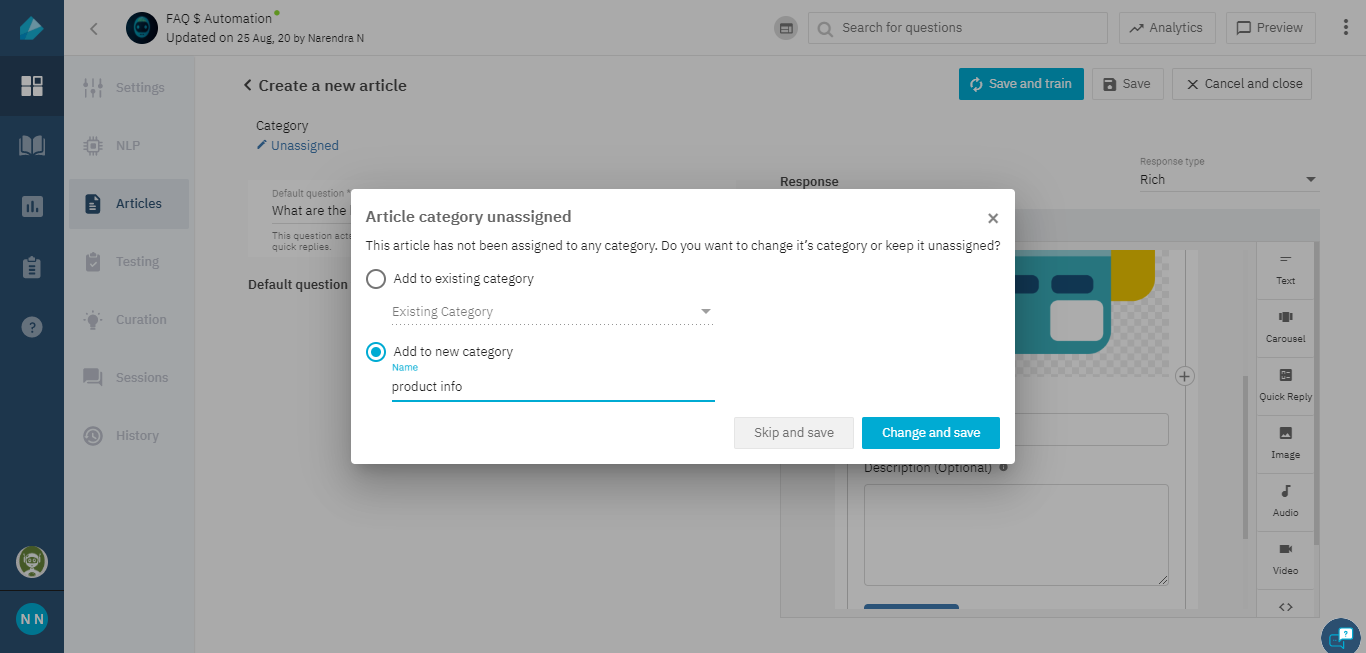 FAQ $ Automation
Updated on 25 Aug, 20 by Narendra N
Search for questions
Analytics
Preview
Settings
NLP
Articles
Testing
Curation
Sessions
History
N N
Create a new article
Save and train
Save
Cancel and close
Category
Unassigned
Default question *
What are the
This question acts
quick replies.
Default question
Response
Response type
Rich
Article category unassigned
This article has not been assigned to any category. Do you want to change it's category or keep it unassigned?
Add to existing category
Existing Category
Add to new category
Name
product info
Skip and save
Change and save
Description (Optional)
Text
Carousel
Quick Reply
Image
Audio
Video